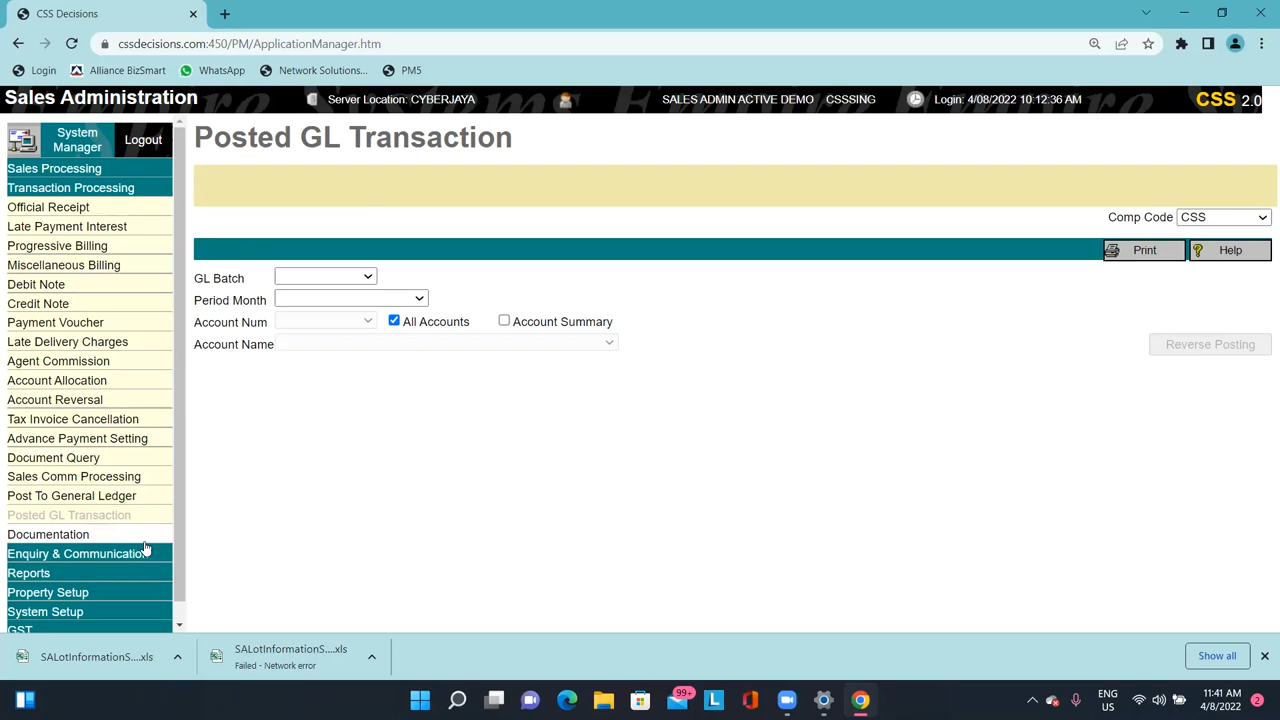 CSS Decisions
cssdecisions.com:450/PM/ApplicationManager.htm
Login
Alliance BizSmart
WhatsApp
Network Solutions...
PM5
Sales Administration
Server Location: CYBERJAYA
SALES ADMIN ACTIVE DEMO CSSSING
Login: 4/08/2022 10:12:36 AM
CSS 2.0
System Manager
Logout
Posted GL Transaction
Sales Processing
Transaction Processing
Official Receipt
Late Payment Interest
Progressive Billing
Miscellaneous Billing
Debit Note
Credit Note
Payment Voucher
Late Delivery Charges
Agent Commission
Account Allocation
Account Reversal
Tax Invoice Cancellation
Advance Payment Setting
Document Query
Sales Comm Processing
Post To General Ledger
Posted GL Transaction
Documentation
Enquiry & Communication
Reports
Property Setup
System Setup
GST
Comp Code CSS
Print
Help
GL Batch
Period Month
Account Num
All Accounts
Account Summary
Account Name
Reverse Posting
SALotInformationS....xls
SALotInformationS....xls
Failed - Network error
Show all
99+
L
ENG
US
11:41 AM
4/8/2022
2